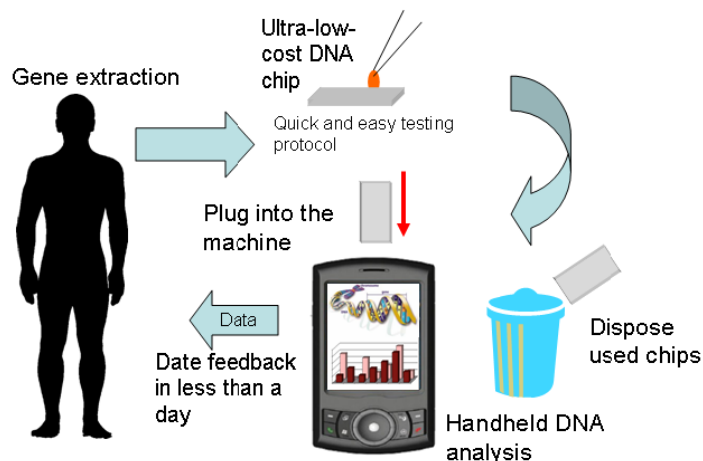 Ultra-low-
cost DNA
chip
Gene extraction
Quick and easy testing
protocol
Plug into the
machine
Data
Date feedback
in less than a
day
Dispose
used chips
Handheld DNA
analysis